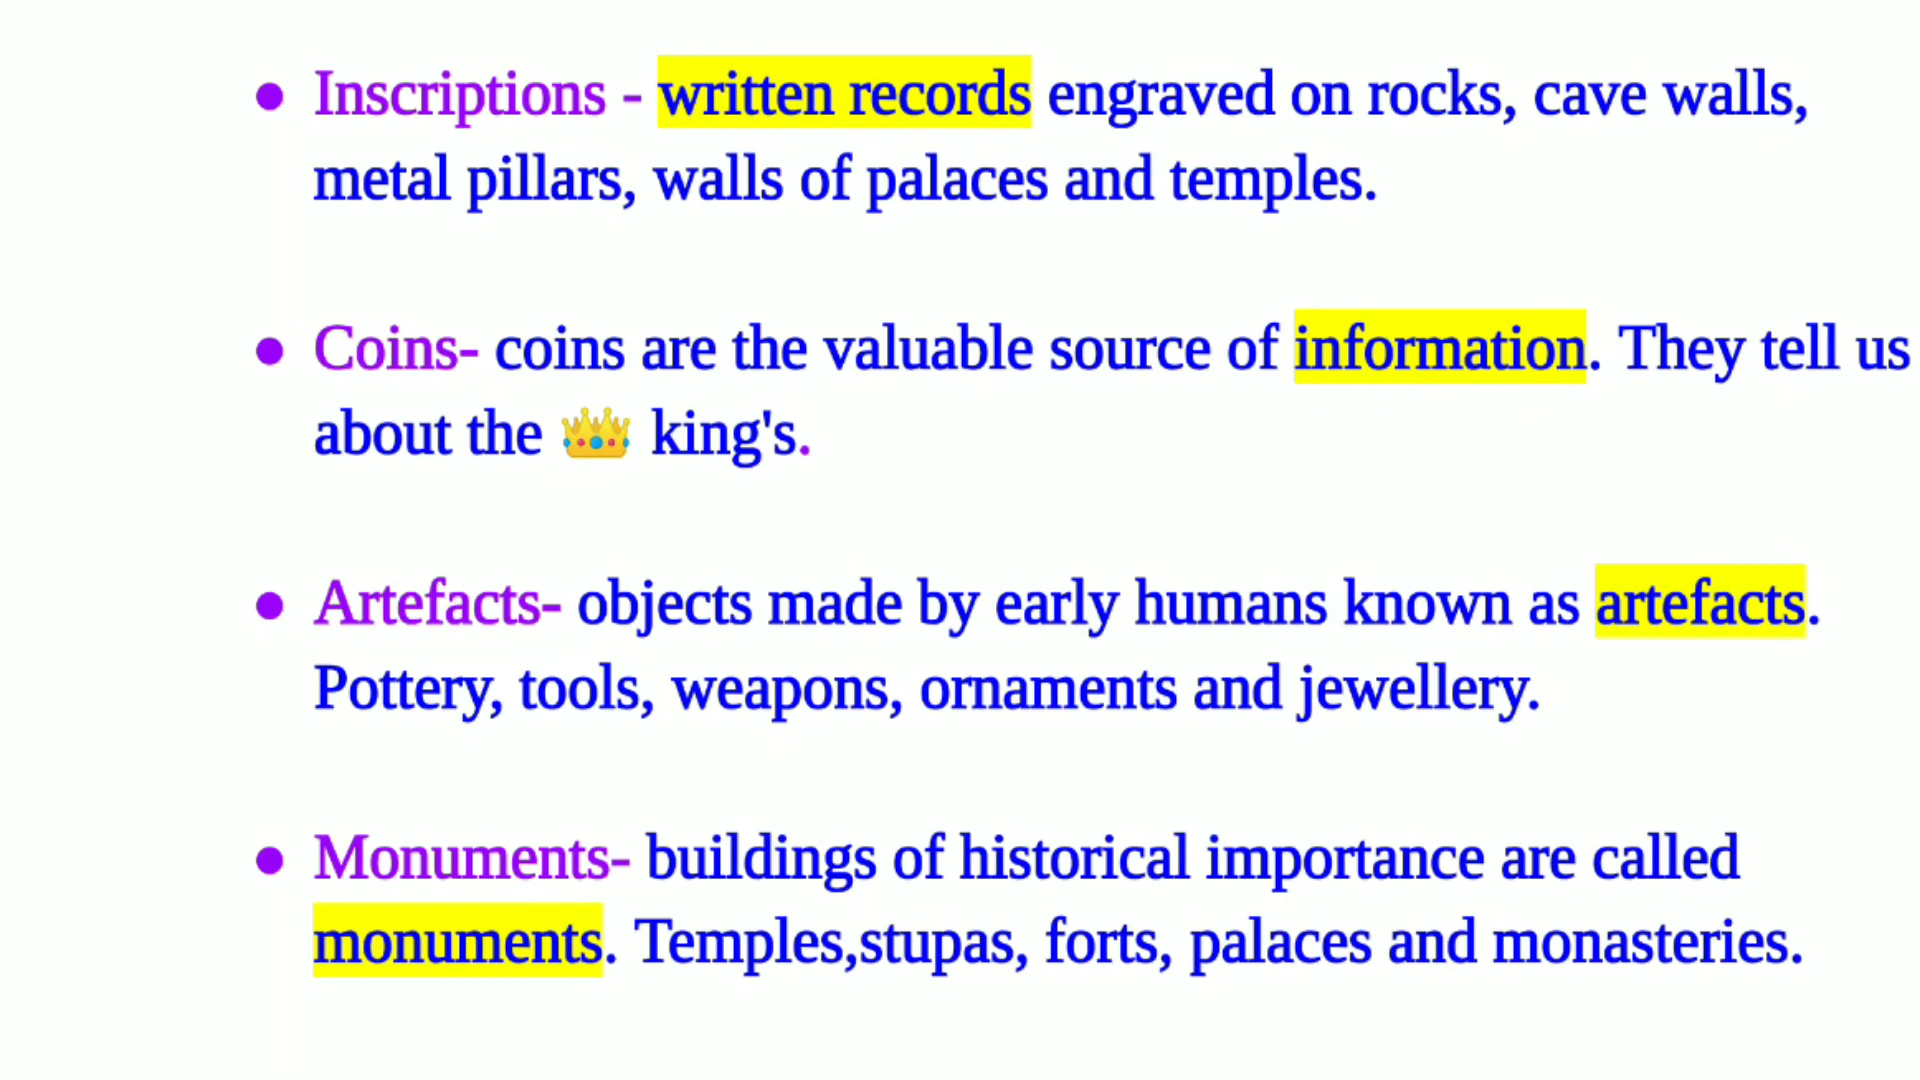 ● Inscriptions - written records engraved on rocks, cave walls,
metal pillars, walls of palaces and temples.
● Coins- coins are the valuable source of information. They tell us
about the 👑 king's.
● Artefacts- objects made by early humans known as artefacts.
Pottery, tools, weapons, ornaments and jewellery.
● Monuments- buildings of historical importance are called
monuments. Temples,stupas, forts, palaces and monasteries.